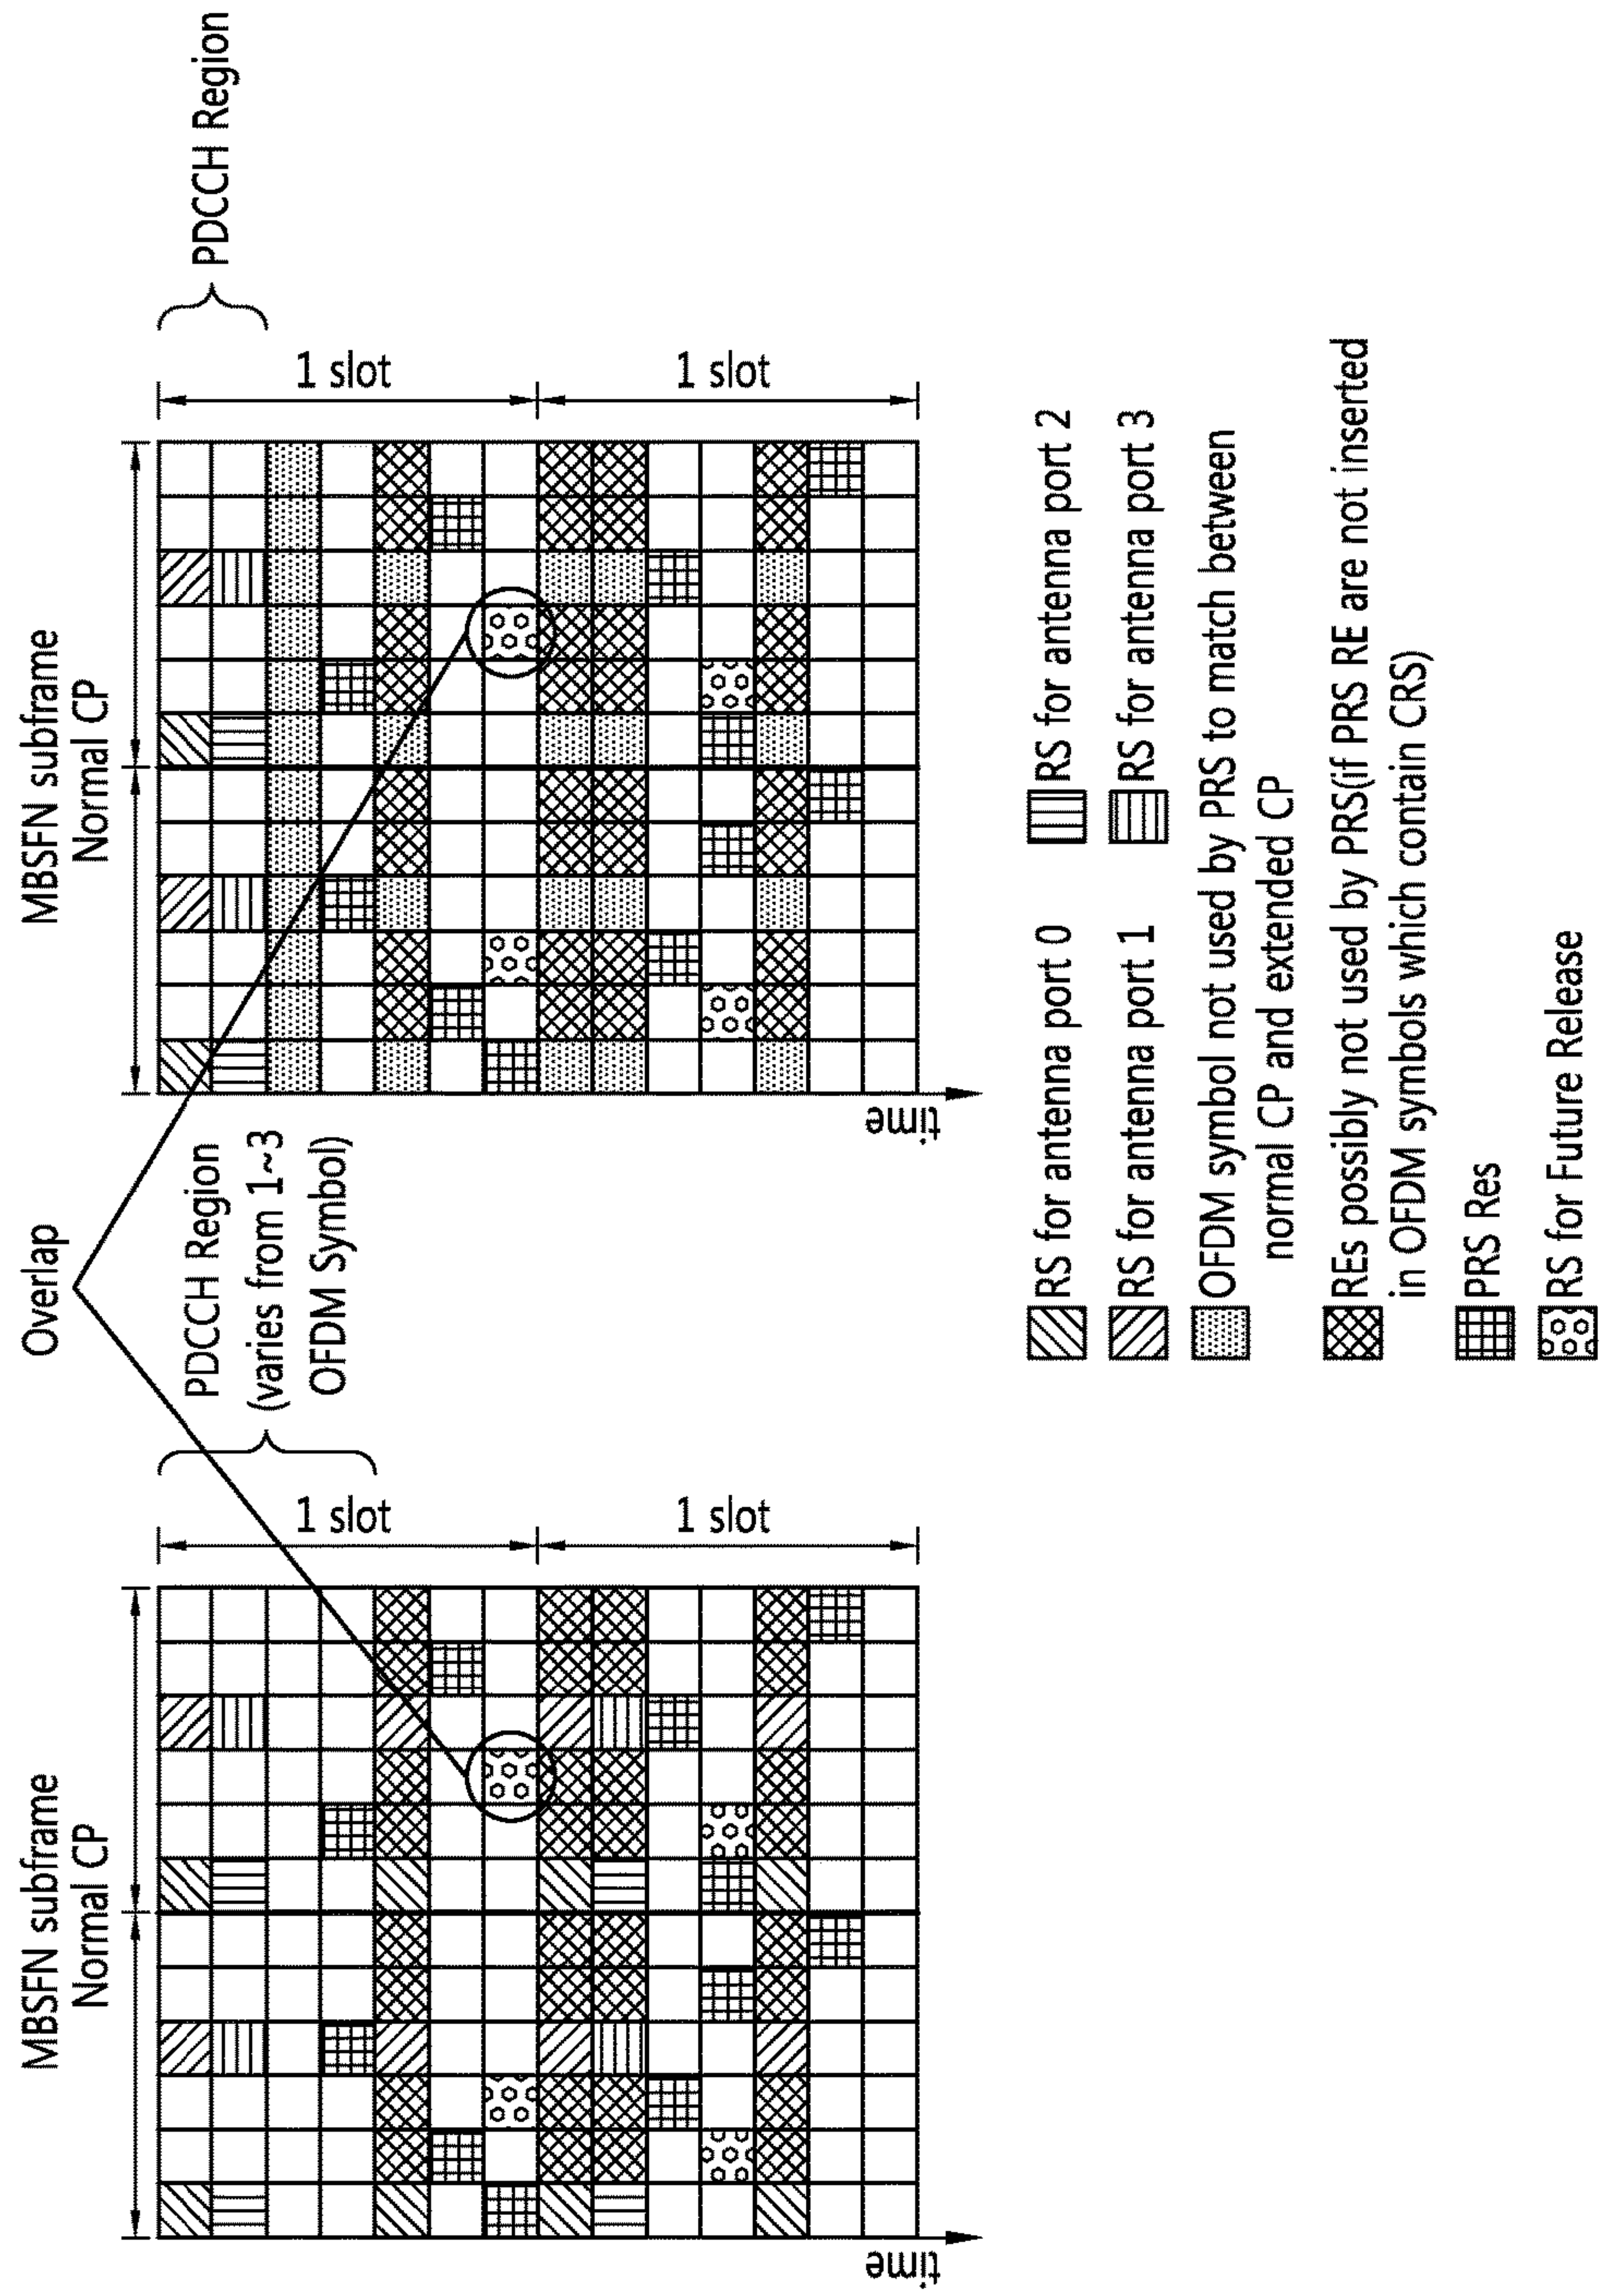 MBSFN subframe
Normal CP
1 slot
1 slot
time
PDCCH Region
(varies from 1~3
OFDM Symbol)
Overlap
MBSFN subframe
Normal CP
1 slot
1 slot
time
PDCCH Region
RS for antenna port 0
RS for antenna port 2
RS for antenna port 1
RS for antenna port 3
OFDM symbol not used by PRS to match between
normal CP and extended CP
REs possibly not used by PRS(if PRS RE are not inserted
in OFDM symbols which contain CRS)
PRS Res
RS for Future Release